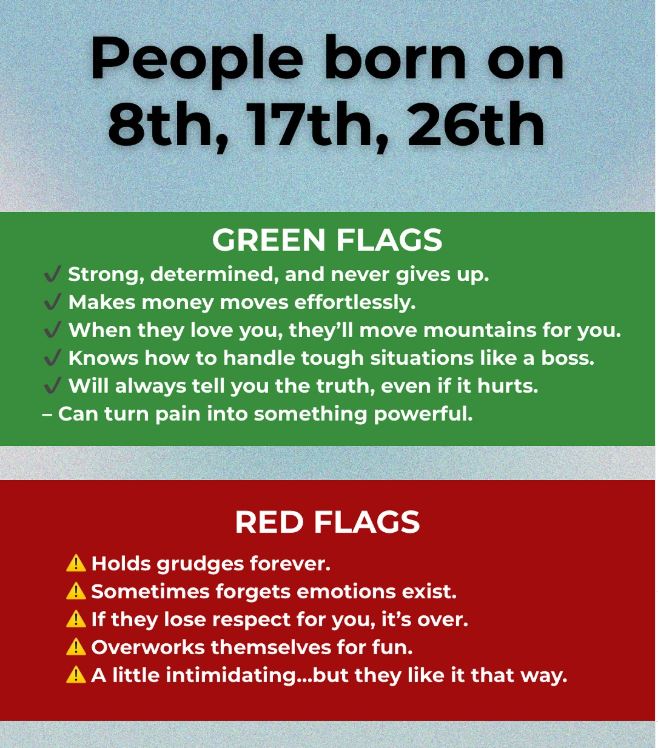 People born on
8th, 17th, 26th
GREEN FLAGS
✔ Strong, determined, and never gives up.
✔ Makes money moves effortlessly.
✔ When they love you, they’ll move mountains for you.
✔ Knows how to handle tough situations like a boss.
✔ Will always tell you the truth, even if it hurts.
– Can turn pain into something powerful.
RED FLAGS
⚠️ Holds grudges forever.
⚠️ Sometimes forgets emotions exist.
⚠️ If they lose respect for you, it’s over.
⚠️ Overworks themselves for fun.
⚠️ A little intimidating...but they like it that way.